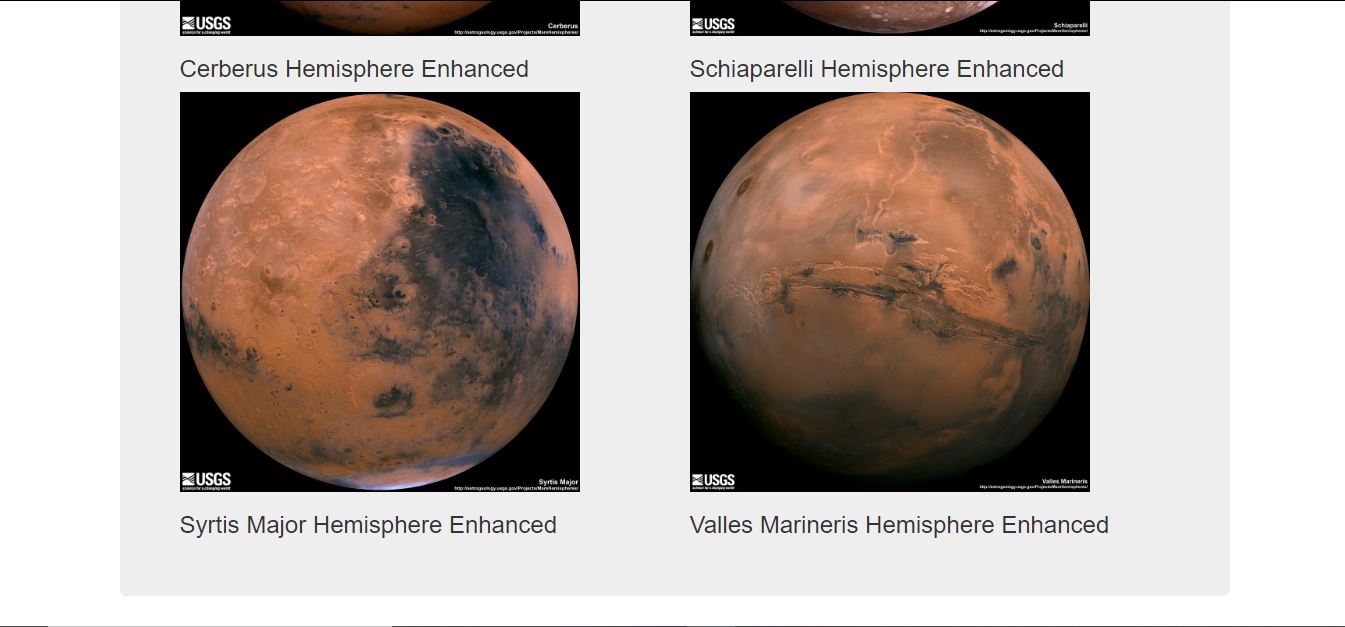 USGS
science for a changing world
Cerberus
http://astrogeology.usgs.gov/Projects/MarsHemispheres/
USGS
science for a changing world
Schiaparelli
http://astrogeology.usgs.gov/Projects/MarsHemispheres/
Cerberus Hemisphere Enhanced
Schiaparelli Hemisphere Enhanced
USGS
science for a changing world
Syrtis Major
http://astrogeology.usgs.gov/Projects/MarsHemispheres/
USGS
science for a changing world
Valles Marineris
http://astrogeology.usgs.gov/Projects/MarsHemispheres/
Syrtis Major Hemisphere Enhanced
Valles Marineris Hemisphere Enhanced